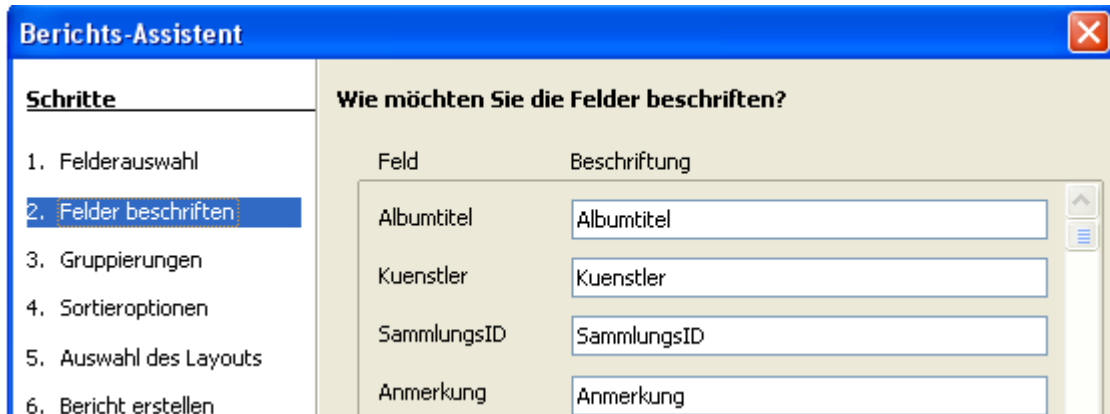 Berichts-Assistent
Schritte
1. Felderauswahl
2. Felder beschriften
3. Gruppierungen
4. Sortieroptionen
5. Auswahl des Layouts
6. Bericht erstellen
Wie möchten Sie die Felder beschriften?
Feld Beschriftung
Albumtitel Albumtitel
Kuenstler Kuenstler
SammlungsID SammlungsID
Anmerkung Anmerkung